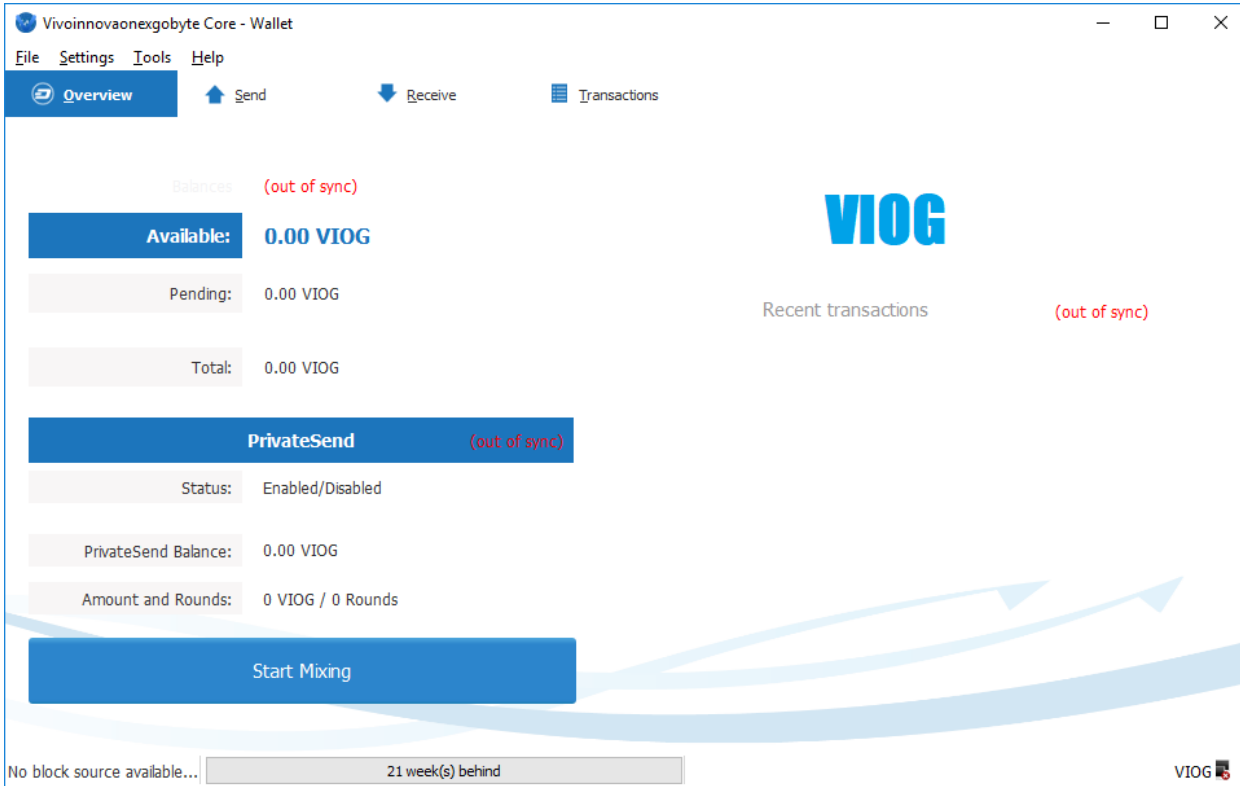 Vivoinnovaonexgobyte Core - Wallet
File Settings Tools Help
Overview Send Receive Transactions
Balances (out of sync)
Available: 0.00 VIOG
VIOG
Pending: 0.00 VIOG
Recent transactions (out of sync)
Total: 0.00 VIOG
PrivateSend (out of sync)
Status: Enabled/Disabled
PrivateSend Balance: 0.00 VIOG
Amount and Rounds: 0 VIOG / 0 Rounds
Start Mixing
No block source available... 21 week(s) behind VIOG